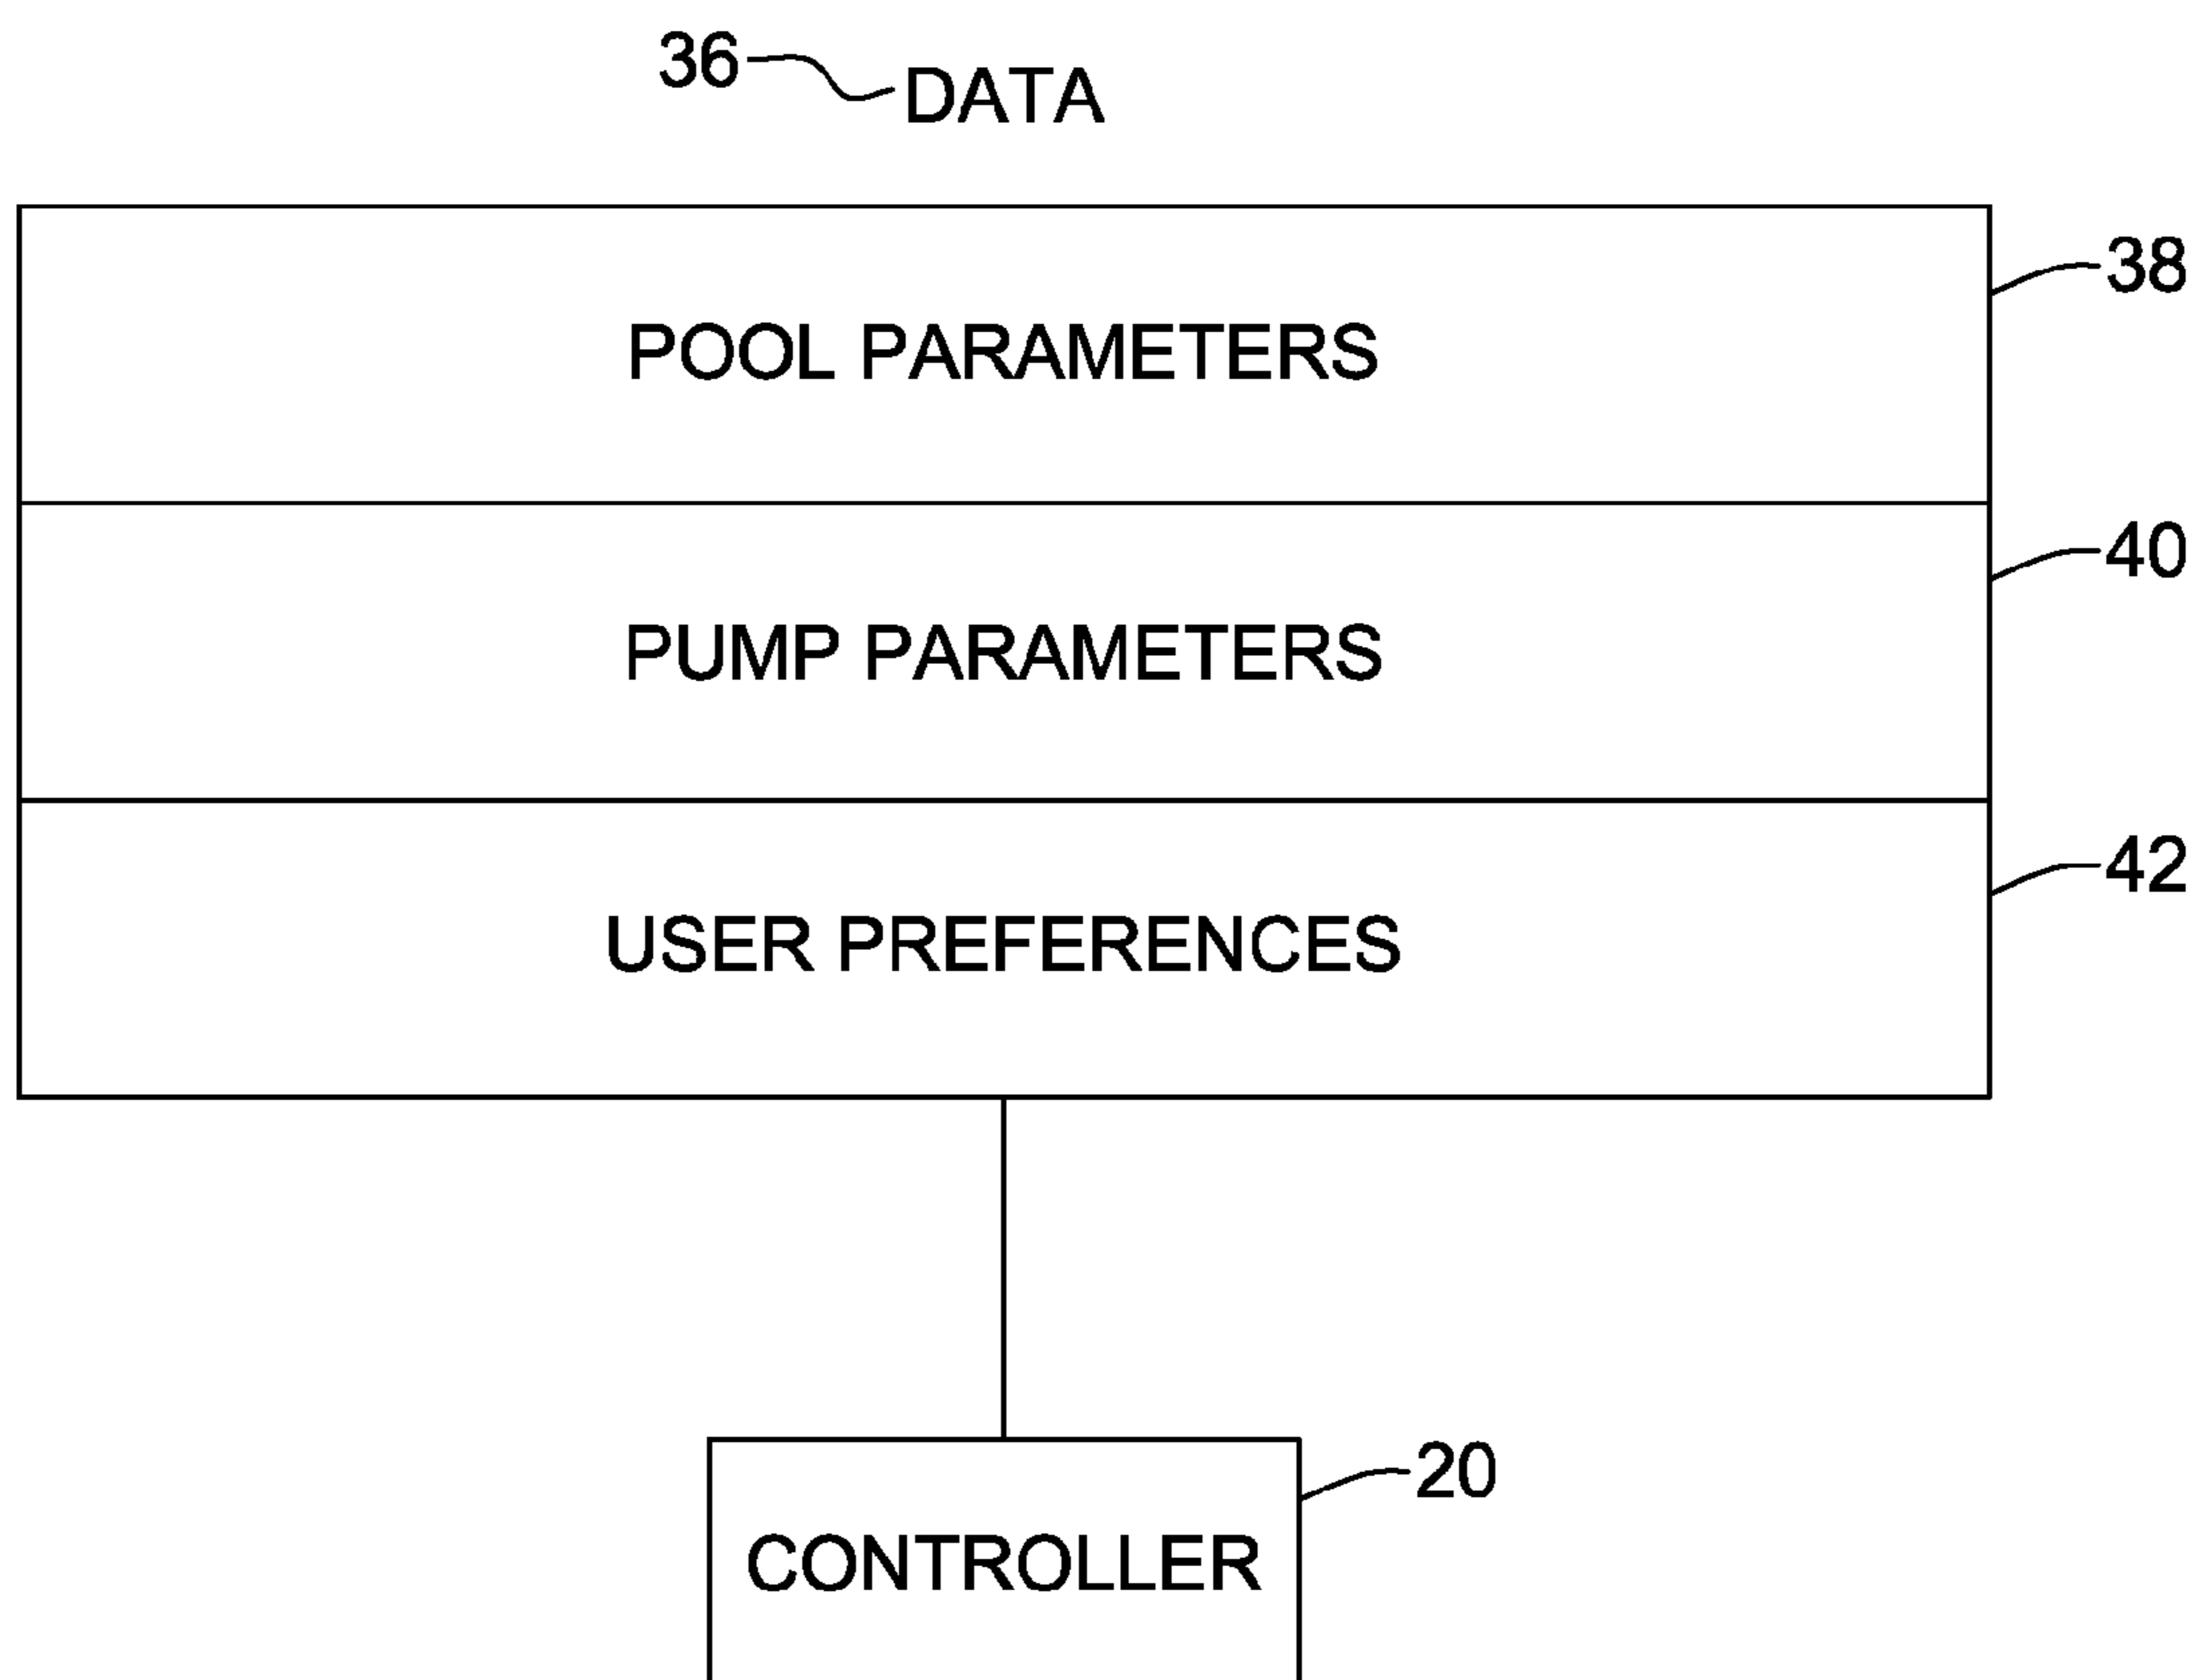 36 DATA
38
POOL PARAMETERS
40
PUMP PARAMETERS
42
USER PREFERENCES
20
CONTROLLER